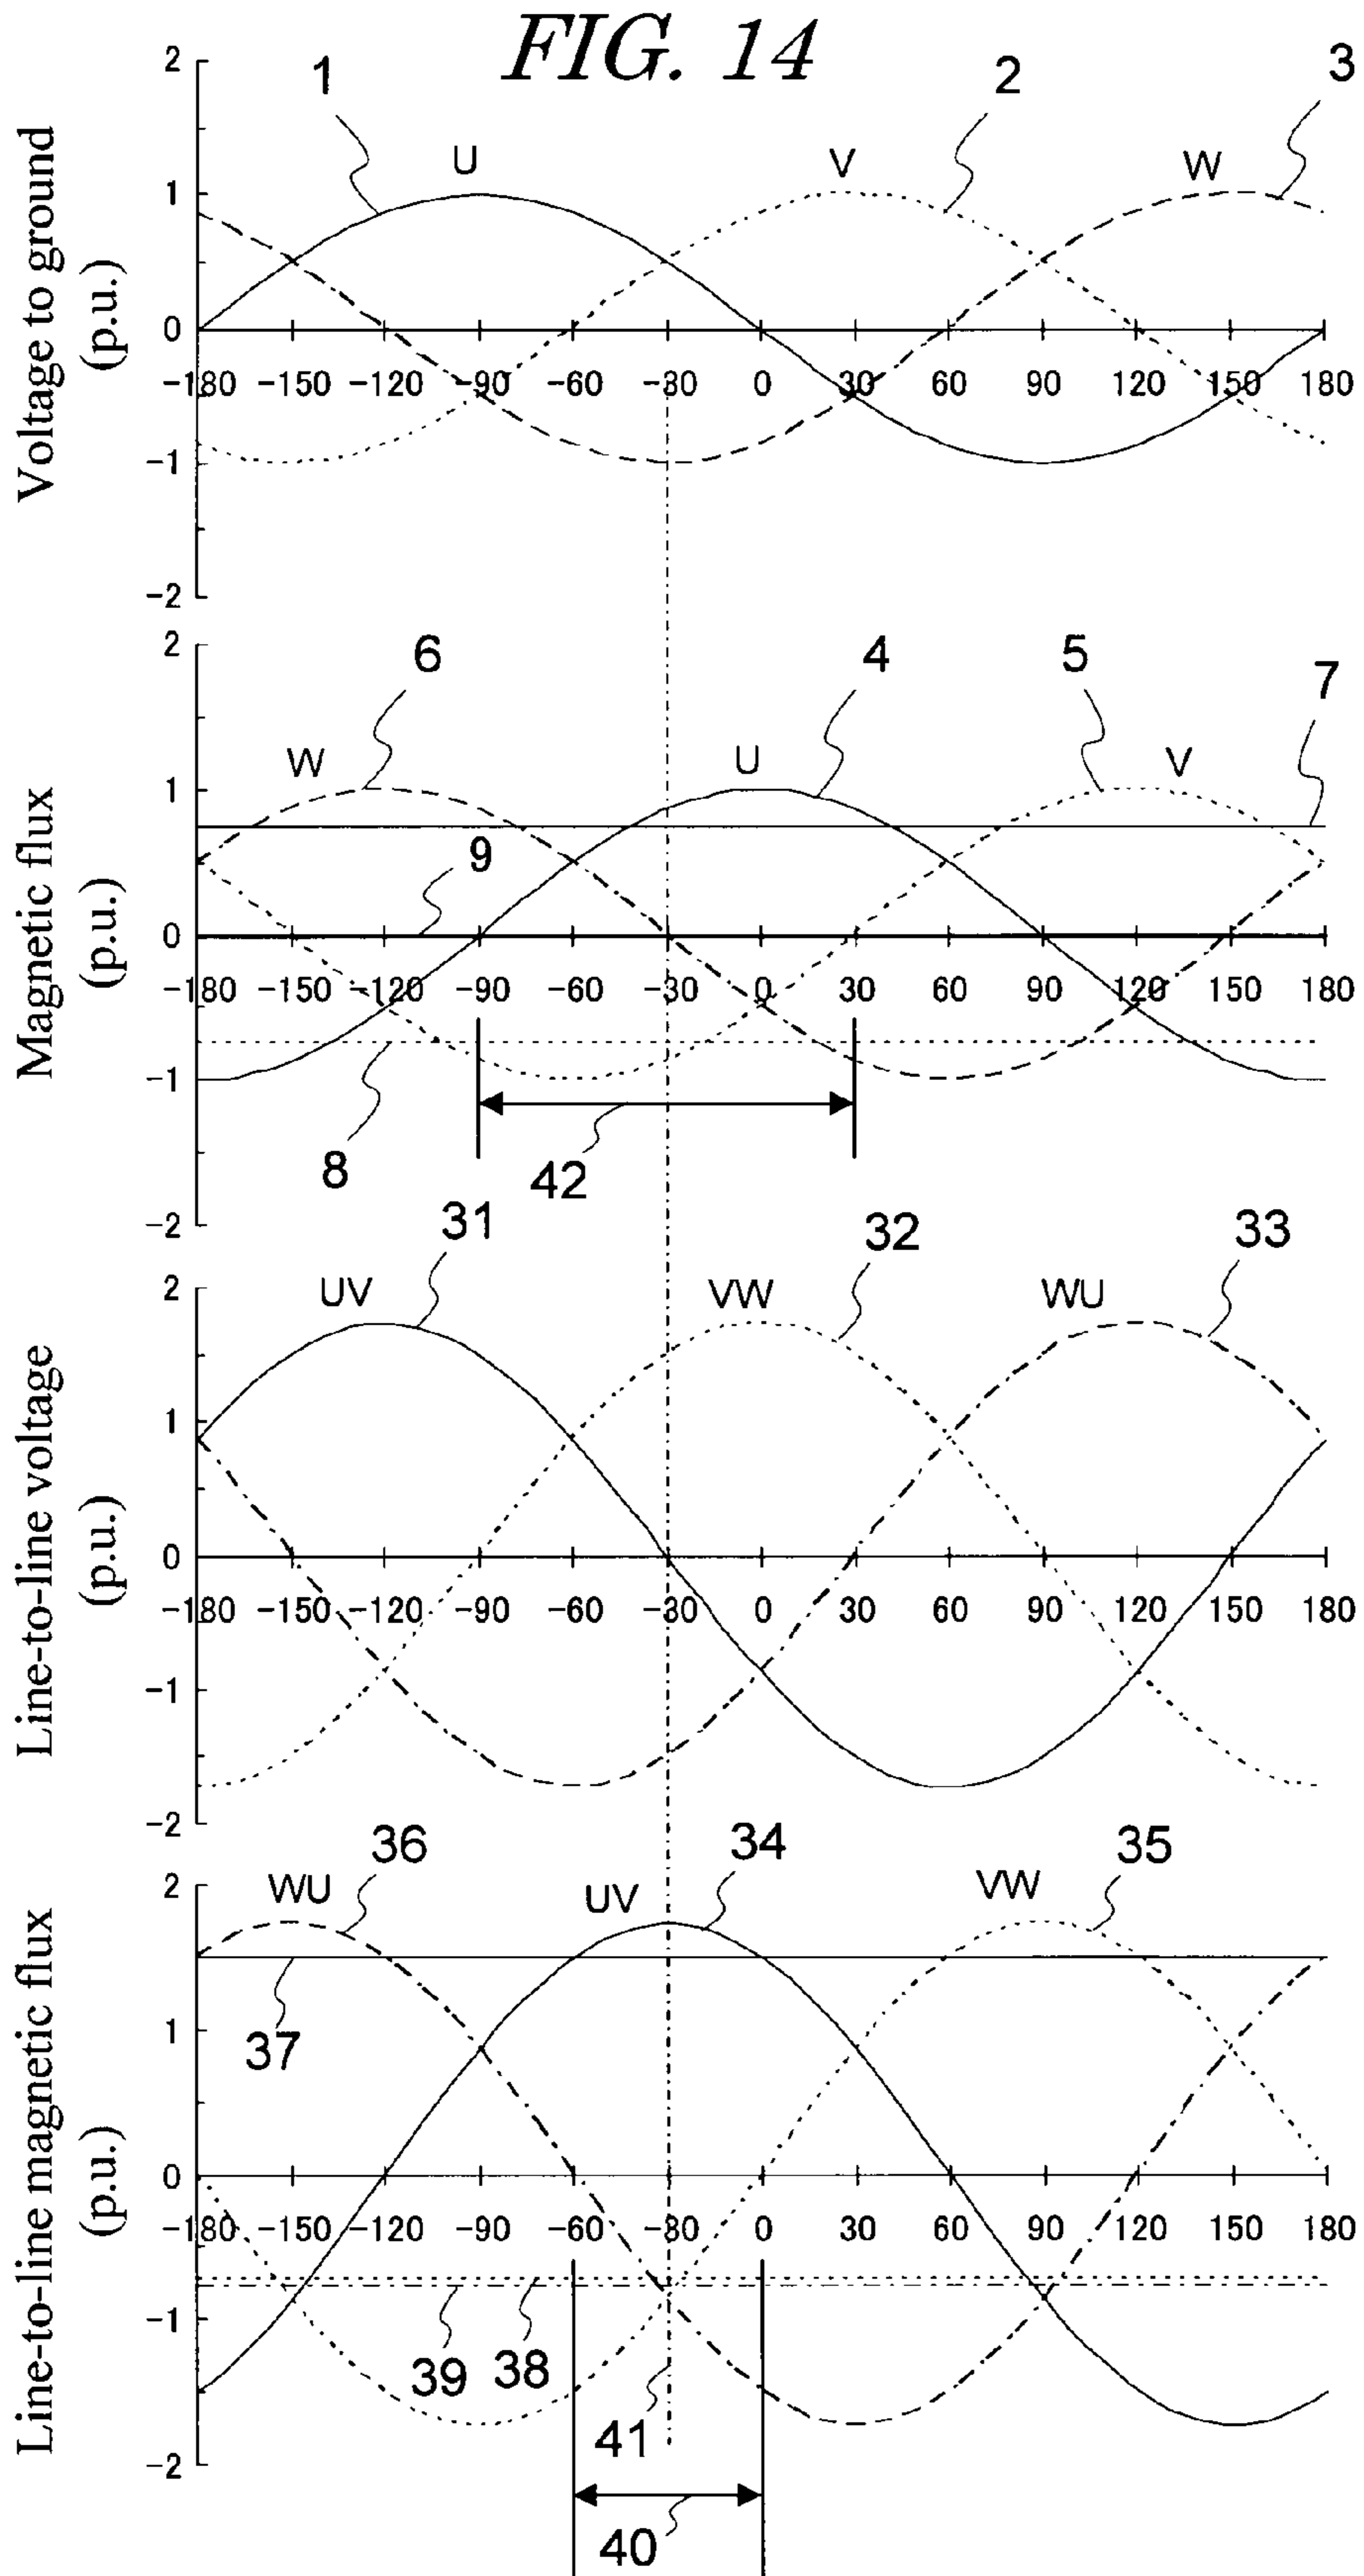 FIG. 14
Voltage to ground
(p.u.)
2
1
0
-1
-2
1
2
3
U
V
W
-180 -150 -120 -90 -60 -30 0 30 60 90 120 150 180
Magnetic flux
(p.u.)
2
1
0
-1
-2
6
4
5
7
W
U
V
9
-180 -150 -120 -90 -60 -30 0 30 60 90 120 150 180
8
42
Line-to-line voltage
(p.u.)
2
1
0
-1
-2
31
32
33
UV
VW
WU
-180 -150 -120 -90 -60 -30 0 30 60 90 120 150 180
Line-to-line magnetic flux
(p.u.)
2
1
0
-1
-2
36
34
35
WU
UV
VW
37
-180 -150 -120 -90 -60 -30 0 30 60 90 120 150 180
39
38
41
40